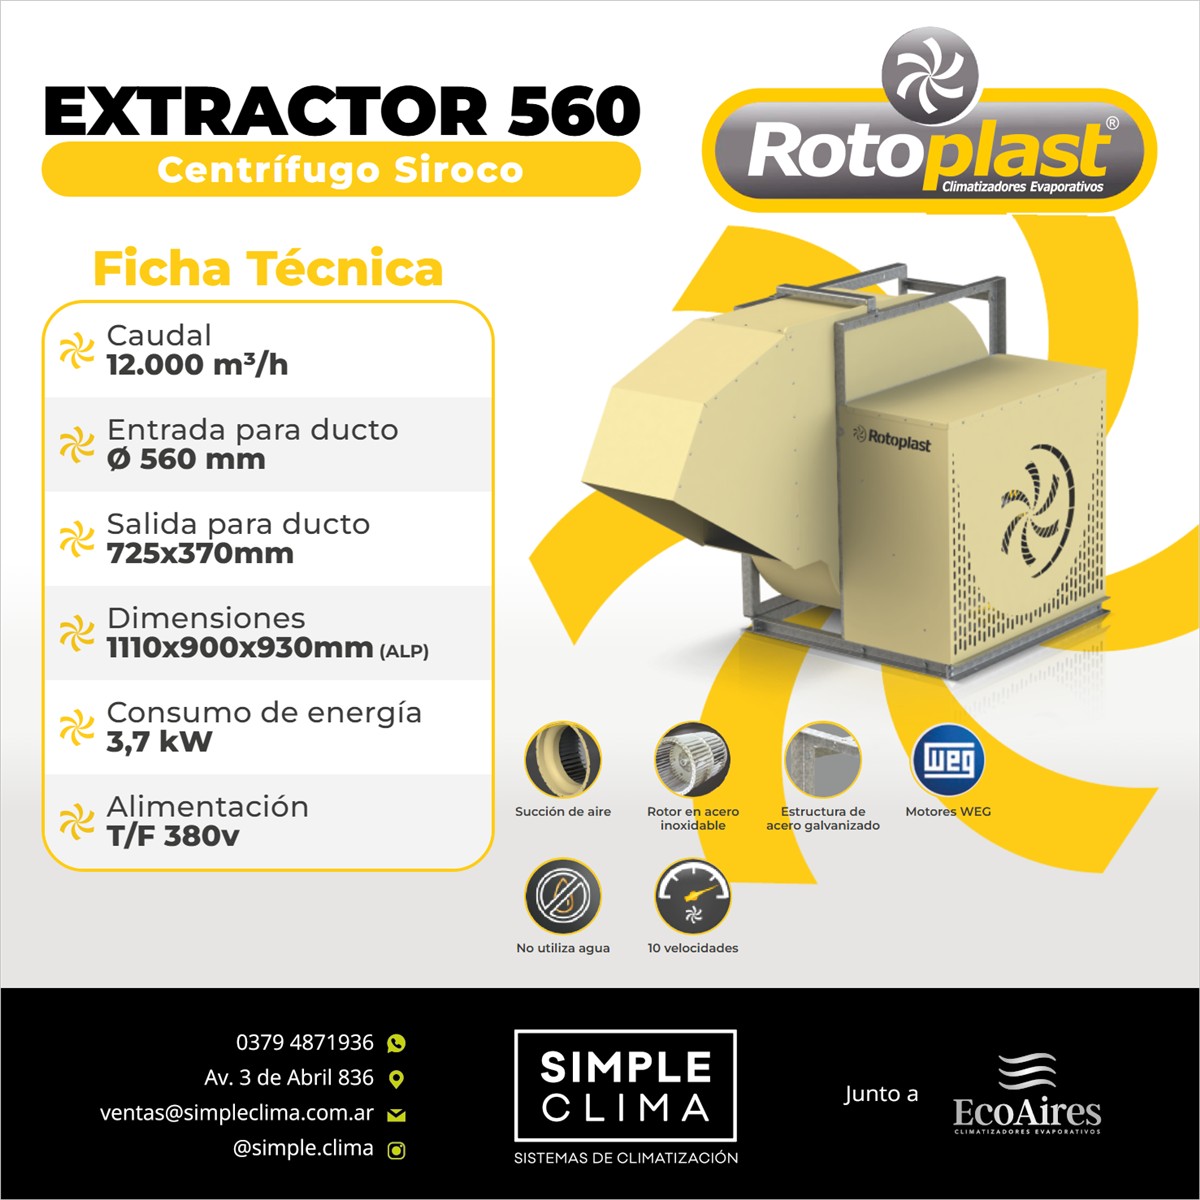 EXTRACTOR 560
Centrífugo Siroco
Rotoplast®
Climatizadores Evaporativos
Ficha Técnica
Caudal
12.000 m³/h
Entrada para ducto
Ø 560 mm
Salida para ducto
725x370mm
Dimensiones
1110x900x930mm (ALP)
Consumo de energía
3,7 kW
Alimentación
T/F 380v
Rotoplast
Succión de aire
Rotor en acero
inoxidable
Estructura de
acero galvanizado
weg
Motores WEG
No utiliza agua
10 velocidades
0379 4871936
Av. 3 de Abril 836
ventas@simpleclima.com.ar
@simple.clima
SIMPLE
CLIMA
SISTEMAS DE CLIMATIZACIÓN
Junto a
EcoAires
CLIMATIZADORES EVAPORATIVOS